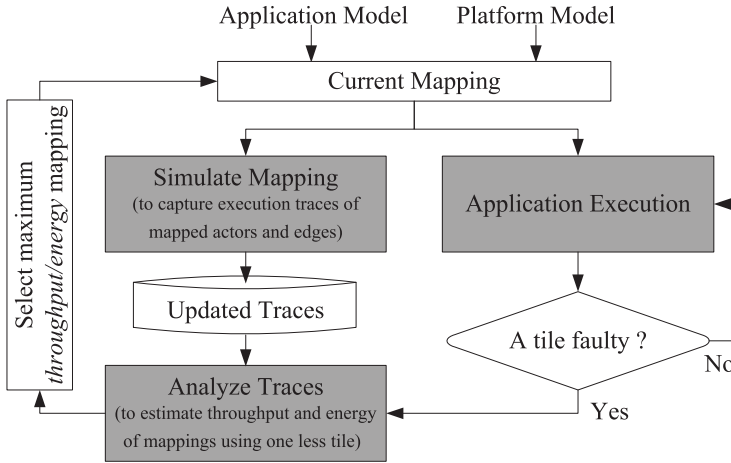 Application Model
Platform Model
Current Mapping
Select maximum
throughput/energy mapping
Simulate Mapping
(to capture execution traces of
mapped actors and edges)
Application Execution
Updated Traces
A tile faulty ?
No
Yes
Analyze Traces
(to estimate throughput and energy
of mappings using one less tile)